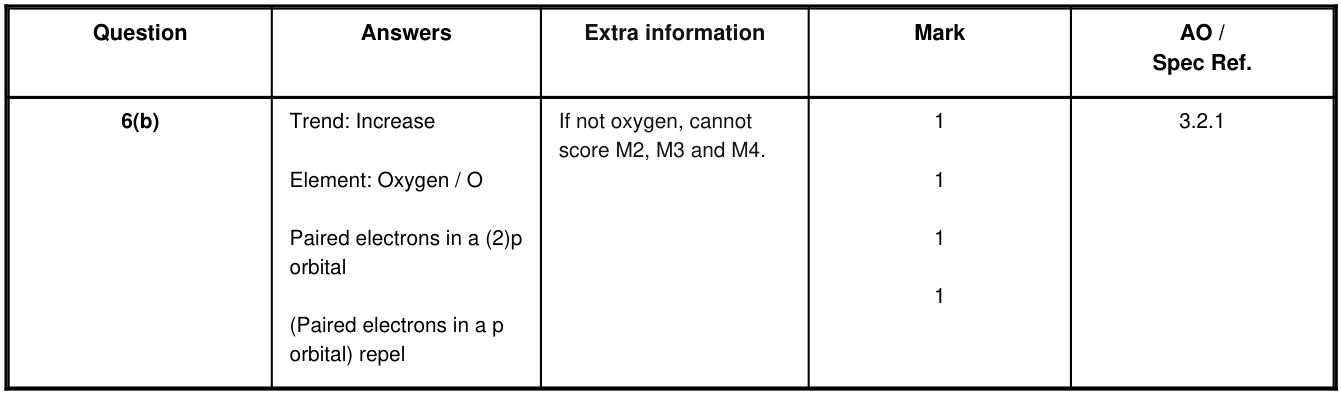 Question Answers Extra information Mark AO /
Spec Ref.
6(b) Trend: Increase If not oxygen, cannot 1 3.2.1
score M2, M3 and M4.
Element: Oxygen / O 1
Paired electrons in a (2)p 1
orbital
1
(Paired electrons in a p
orbital) repel